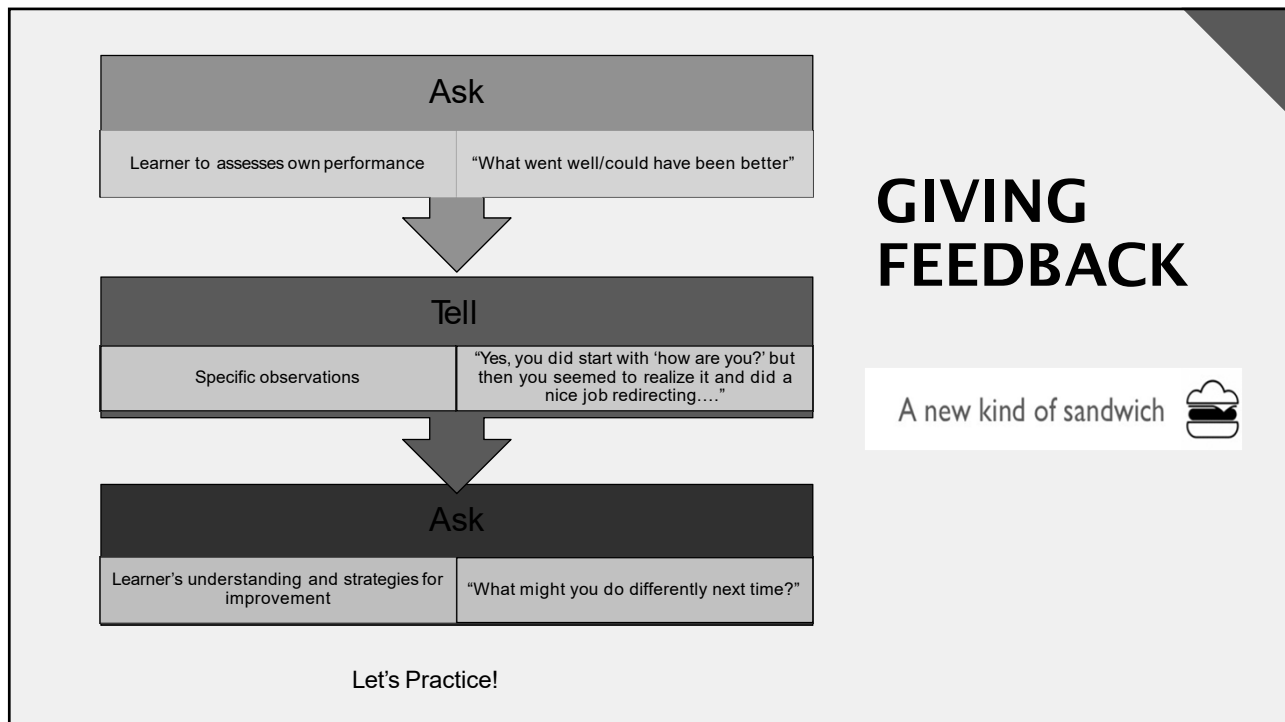 Ask
Learner to assesses own performance
“What went well/could have been better”
Tell
Specific observations
“Yes, you did start with ‘how are you?’ but
then you seemed to realize it and did a
nice job redirecting….”
Ask
Learner’s understanding and strategies for
improvement
“What might you do differently next time?”
Let’s Practice!
GIVING
FEEDBACK
A new kind of sandwich